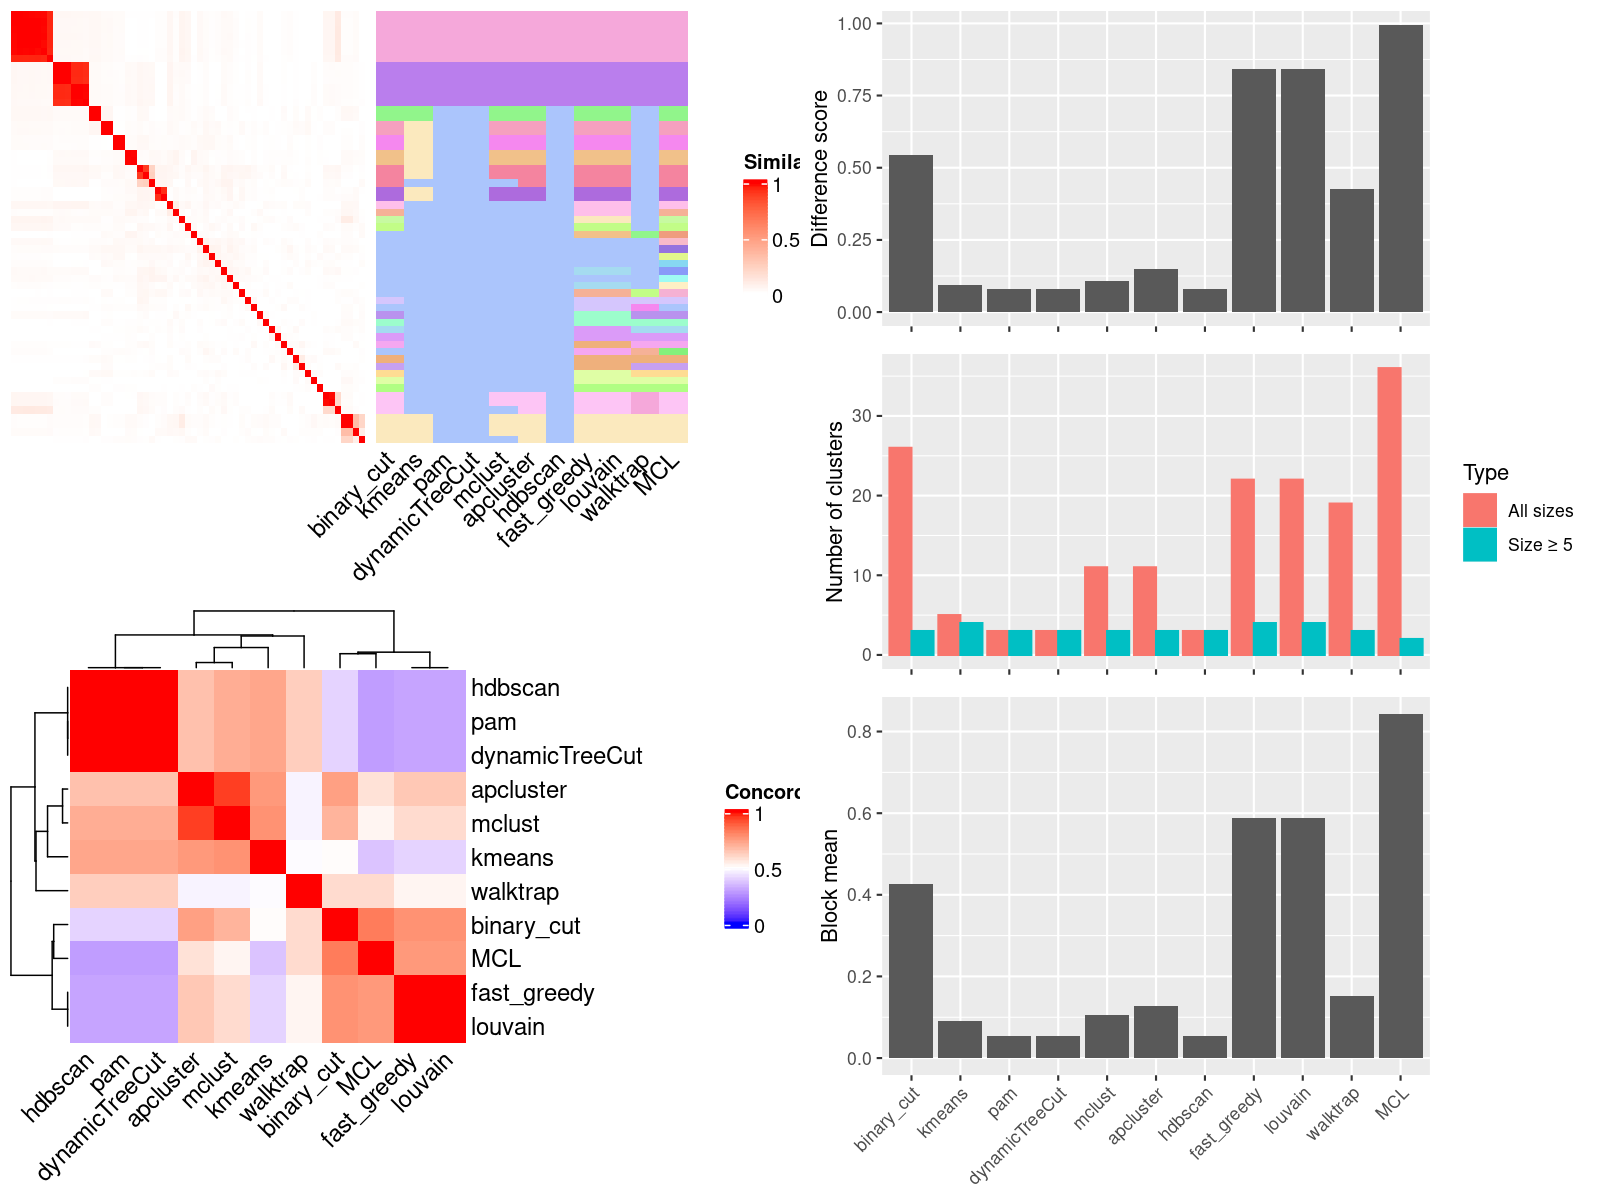 Simila
1
0.5
0
binary_cut
kmeans
pam
dynamicTreeCut
mclust
apcluster
hdbscan
fast_greedy
louvain
walktrap
MCL
hdbscan
pam
dynamicTreeCut
apcluster
mclust
kmeans
walktrap
binary_cut
MCL
fast_greedy
louvain
hdbscan
pam
dynamicTreeCut
apcluster
mclust
kmeans
walktrap
binary_cut
MCL
fast_greedy
louvain
Concord
1
0.5
0
Difference score
1.00
0.75
0.50
0.25
0.00
Number of clusters
30
20
10
0
Type
All sizes
Size ≥ 5
Block mean
0.8
0.6
0.4
0.2
0.0
binary_cut
kmeans
pam
dynamicTreeCut
mclust
apcluster
hdbscan
fast_greedy
louvain
walktrap
MCL